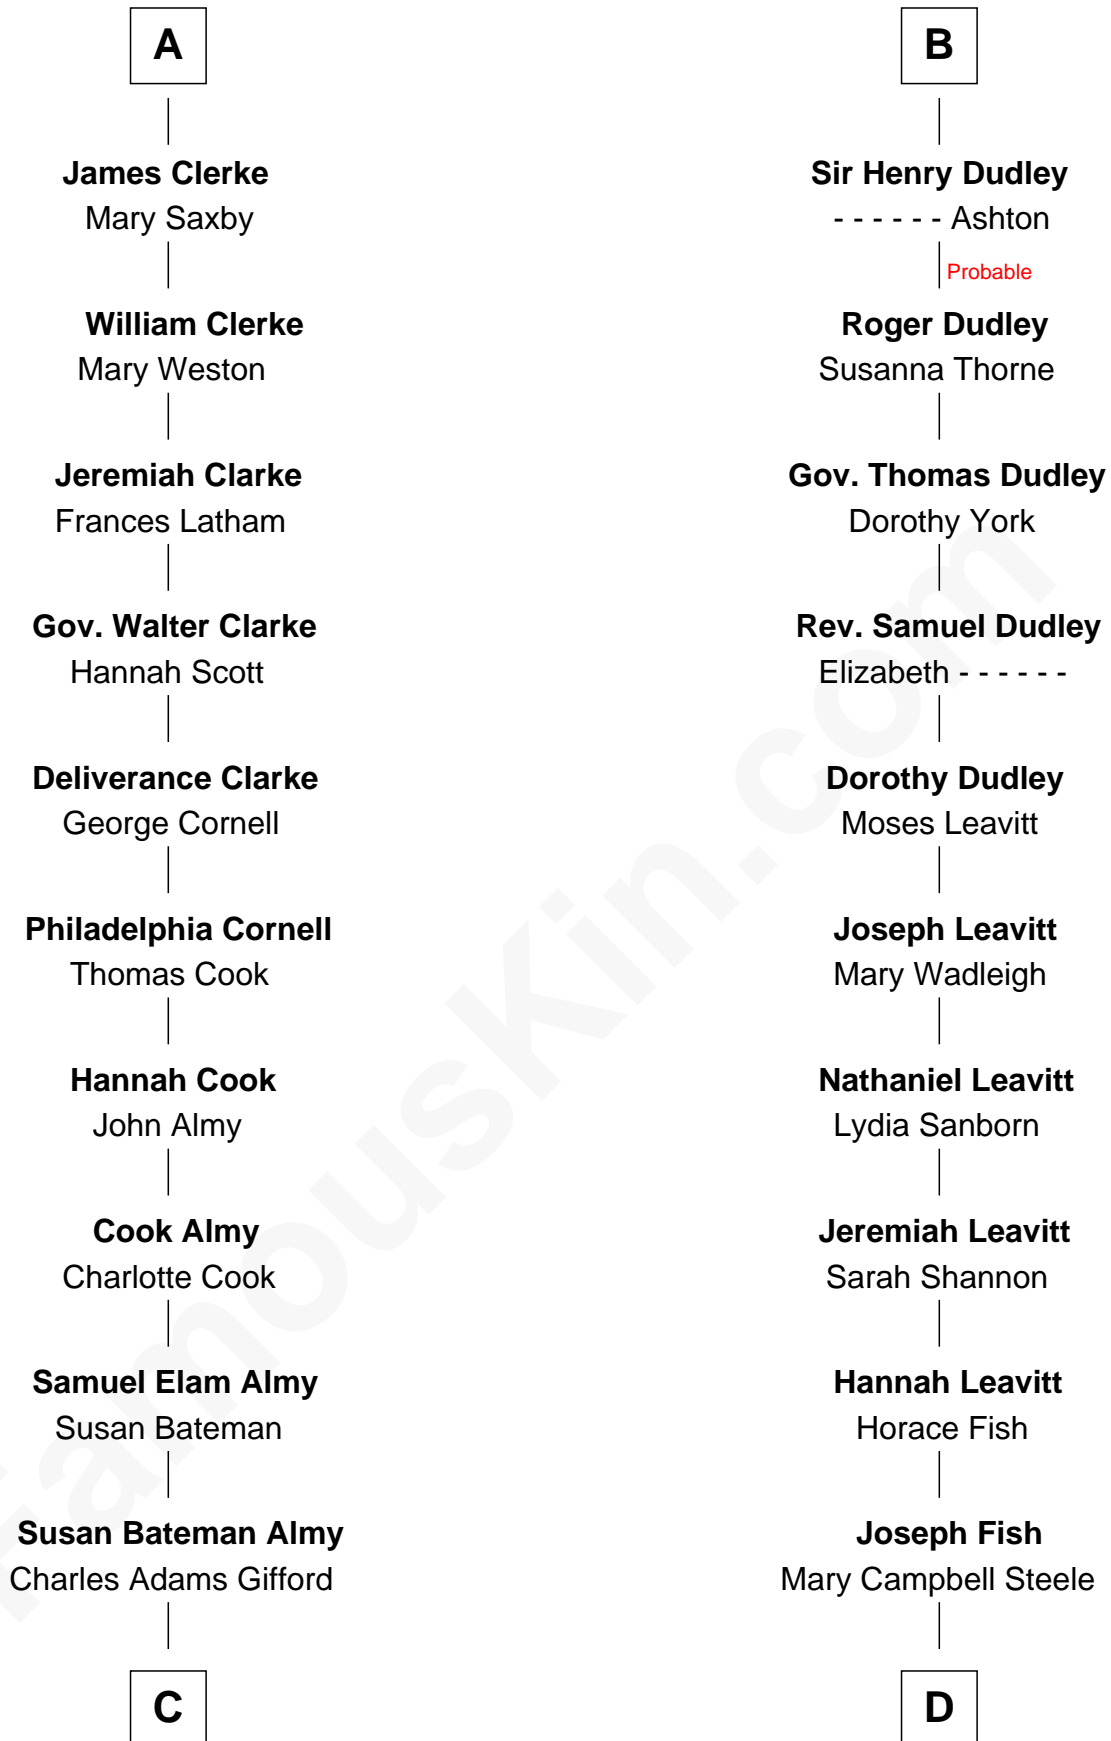 A
James Clerke
Mary Saxby
William Clerke
Mary Weston
Jeremiah Clarke
Frances Latham
Gov. Walter Clarke
Hannah Scott
Deliverance Clarke
George Cornell
Philadelphia Cornell
Thomas Cook
Hannah Cook
John Almy
Cook Almy
Charlotte Cook
Samuel Elam Almy
Susan Bateman
Susan Bateman Almy
Charles Adams Gifford
C
B
Sir Henry Dudley
- - - - - - Ashton
Probable
Roger Dudley
Susanna Thorne
Gov. Thomas Dudley
Dorothy York
Rev. Samuel Dudley
Elizabeth - - - - - -
Dorothy Dudley
Moses Leavitt
Joseph Leavitt
Mary Wadleigh
Nathaniel Leavitt
Lydia Sanborn
Jeremiah Leavitt
Sarah Shannon
Hannah Leavitt
Horace Fish
Joseph Fish
Mary Campbell Steele
D
FamousKin.com